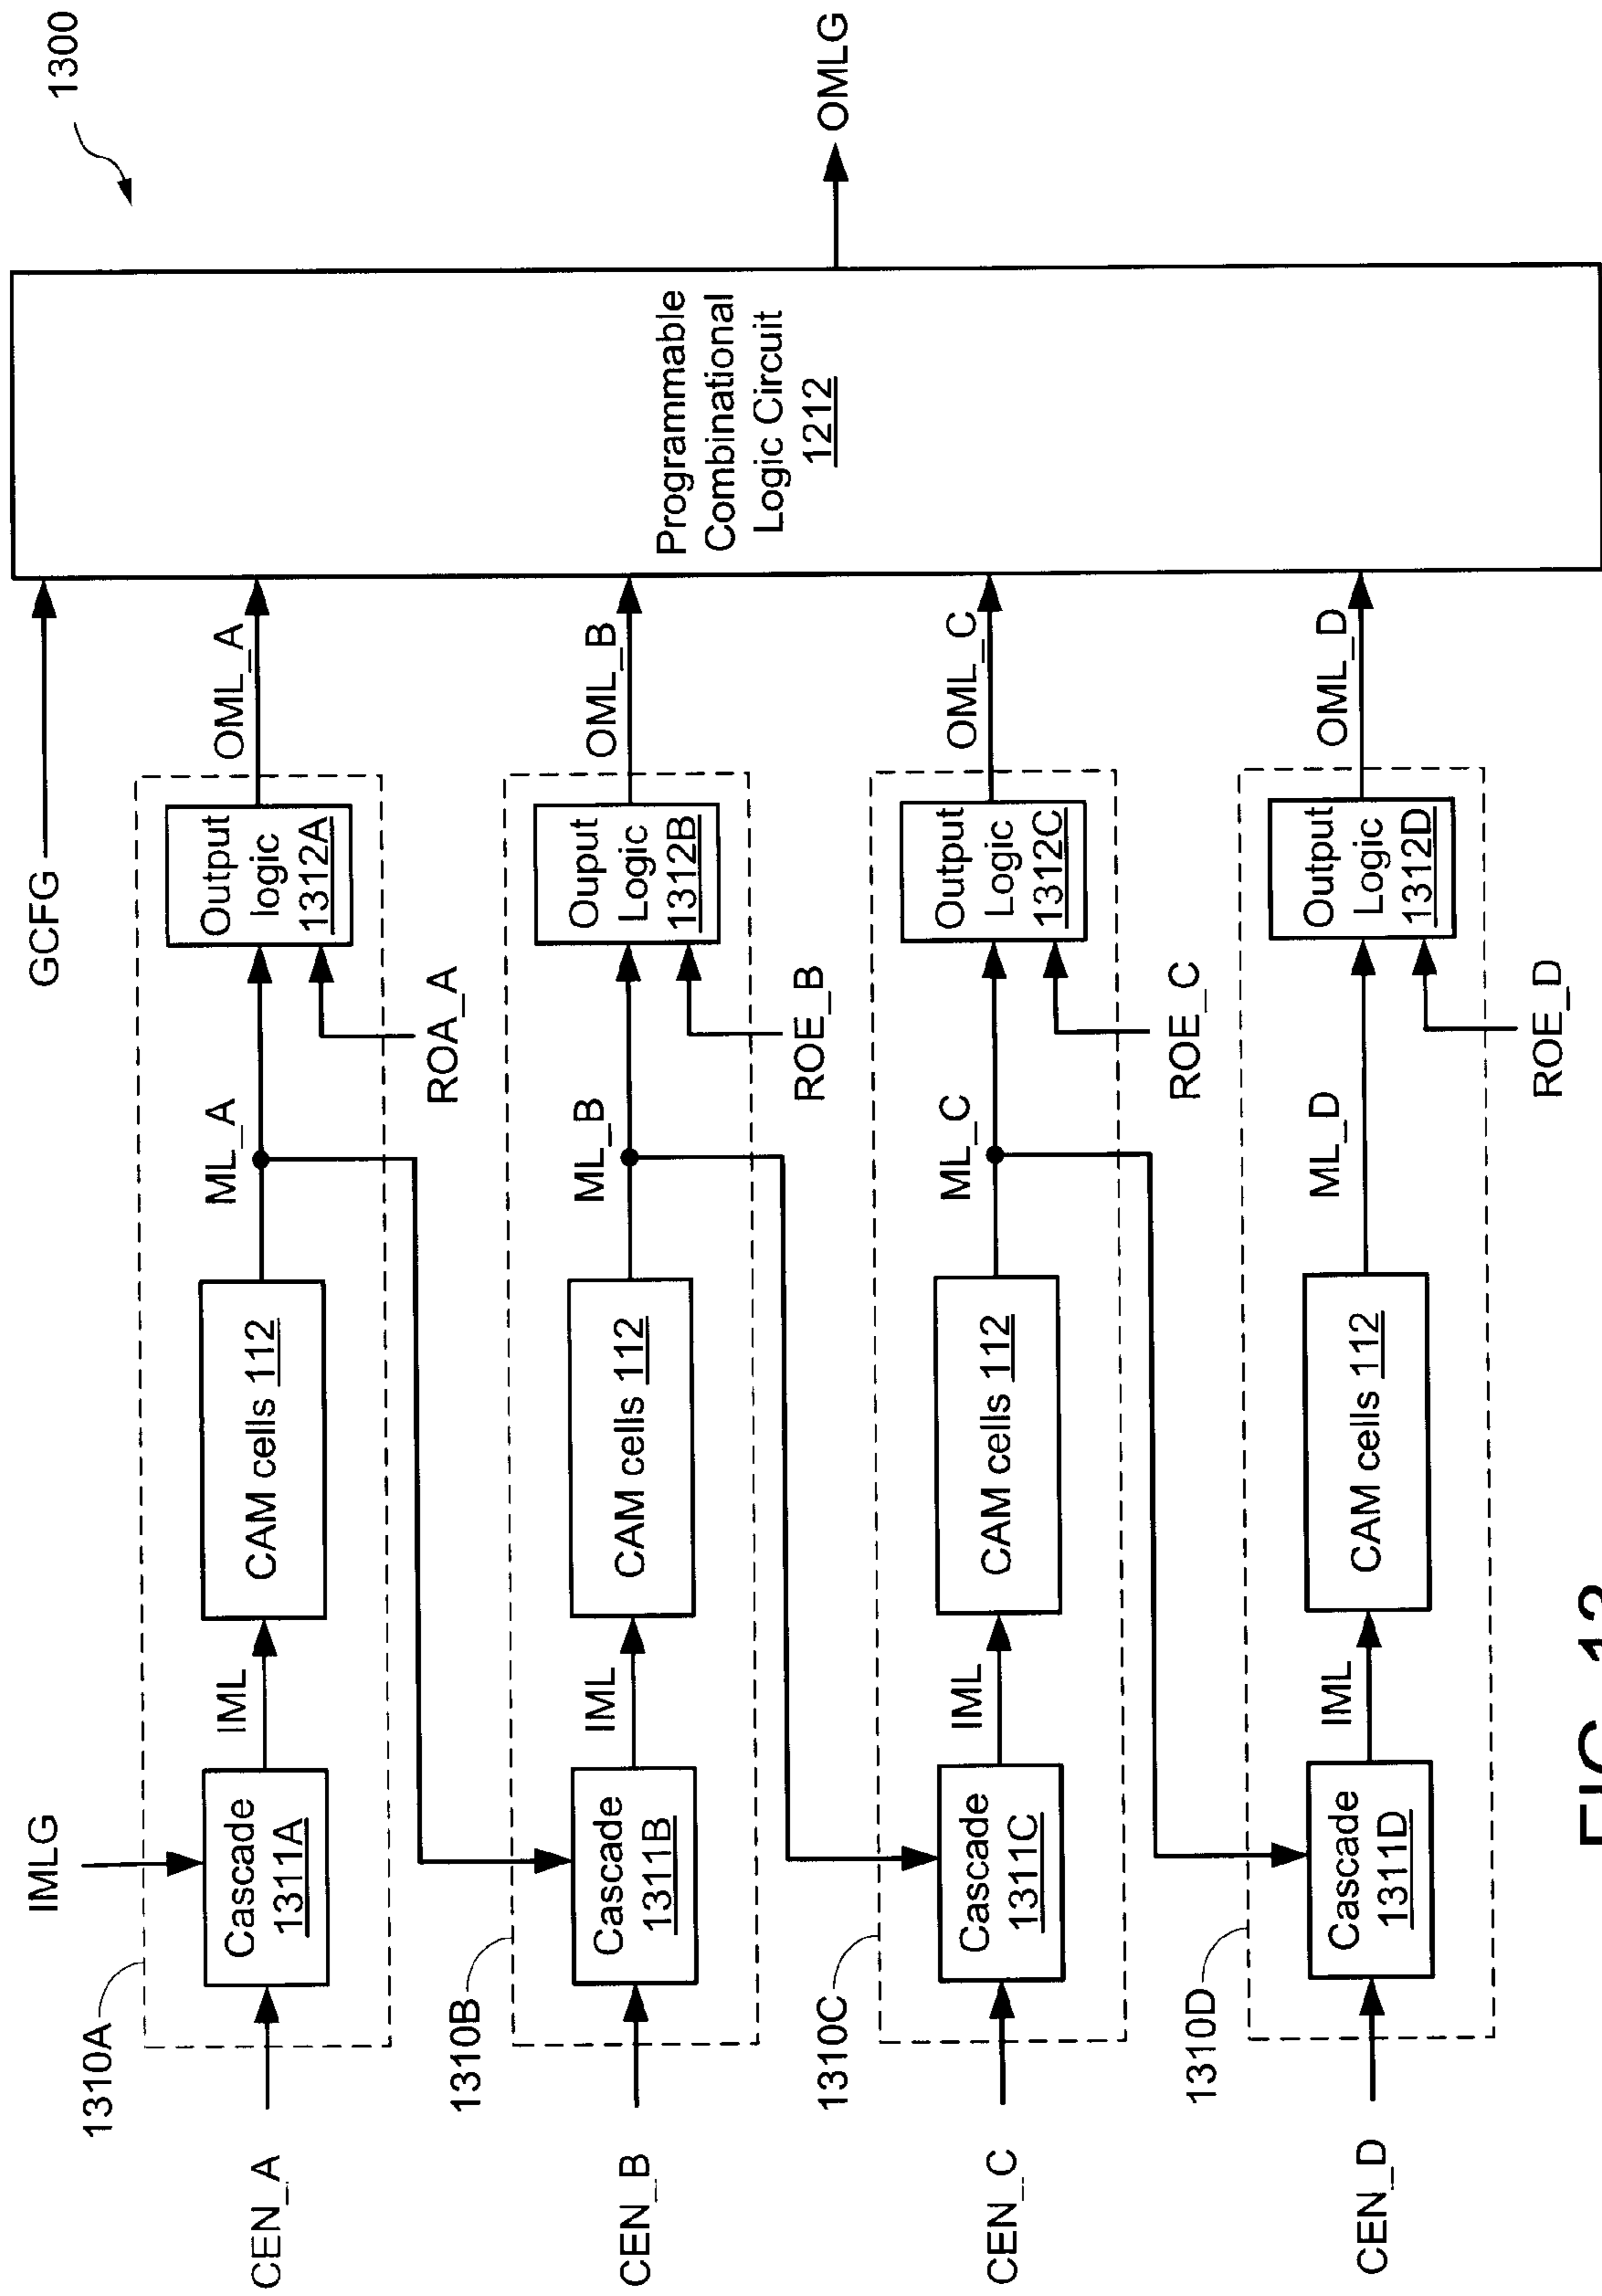 1300
GCFG
IMLG
1310A
CEN_A
Cascade
1311A
IML
CAM cells 112
ML_A
ROA_A
Output
logic
1312A
OML_A
1310B
CEN_B
Cascade
1311B
IML
CAM cells 112
ML_B
ROE_B
Ouput
Logic
1312B
OML_B
1310C
CEN_C
Cascade
1311C
IML
CAM cells 112
ML_C
ROE_C
Output
Logic
1312C
OML_C
1310D
CEN_D
Cascade
1311D
IML
CAM cells 112
ML_D
ROE_D
Output
Logic
1312D
OML_D
Programmable
Combinational
Logic Circuit
1212
OMLG